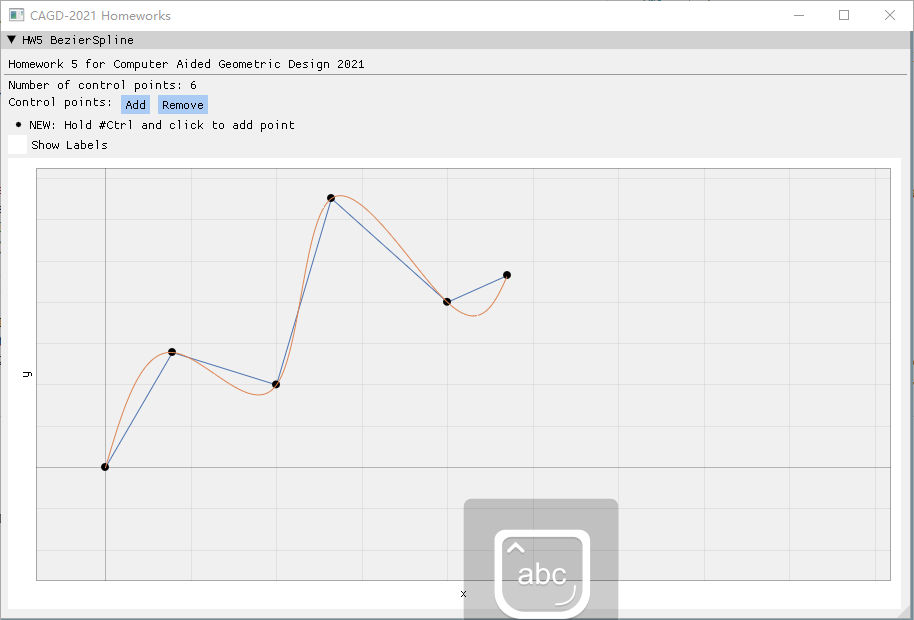 CAGD-2021 Homeworks
HW5 BezierSpline
Homework 5 for Computer Aided Geometric Design 2021
Number of control points: 6
Control points: Add Remove
NEW: Hold #Ctrl and click to add point
Show Labels
y
x
abc